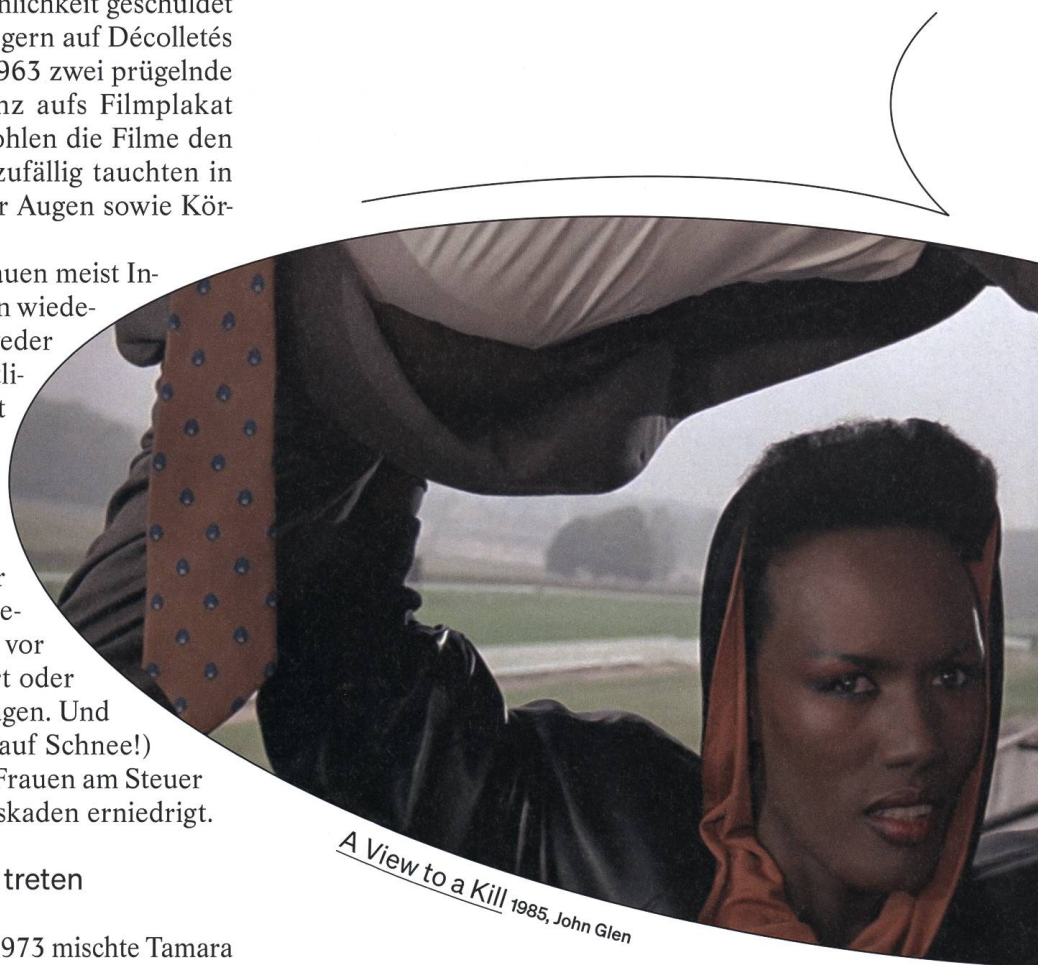 nlichkeit geschuldet
gern auf Décolletés
963 zwei prügelnde
nz aufs Filmplakat
ohlen die Filme den
zufällig tauchten in
r Augen sowie Kör-
auen meist In-
n wiede-
eder
li-
t
r
e-
vor
t oder
gen. Und
auf Schnee!)
Frauen am Steuer
skaden erniedrigt.
treten
973 mischte Tamara
A View to a Kill 1985, John Glen